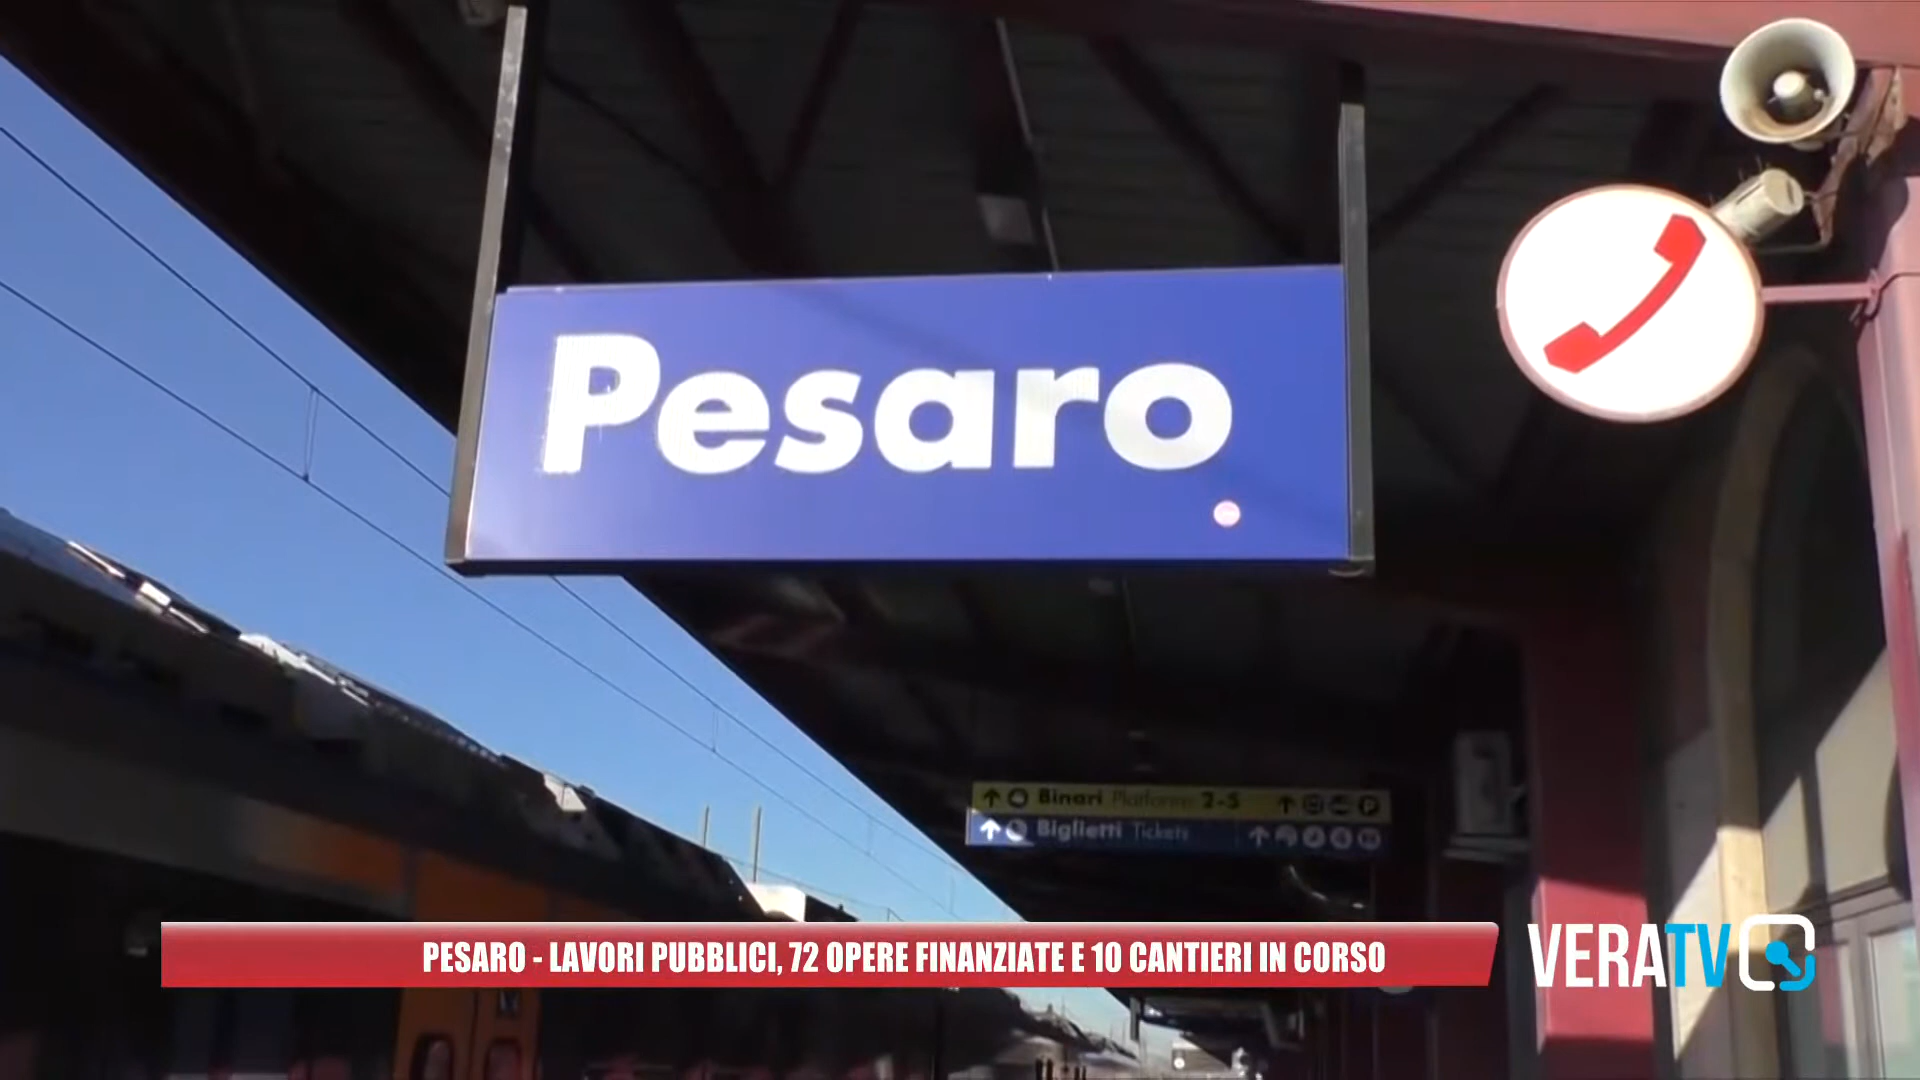 Pesaro
Binari Platforms 2-5
Biglietti Tickets
PESARO - LAVORI PUBBLICI, 72 OPERE FINANZIATE E 10 CANTIERI IN CORSO
VERATV